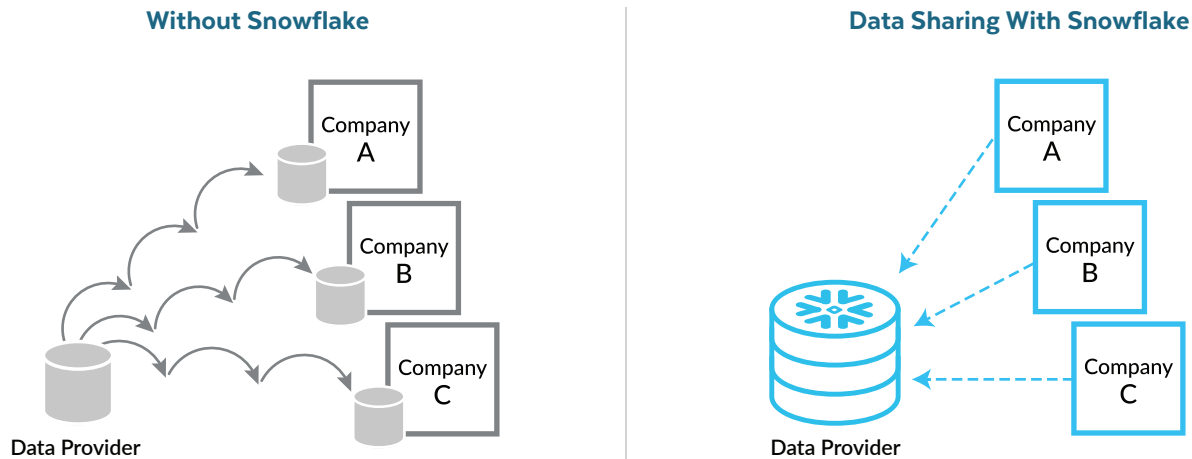 Without Snowflake
Company
A
Company
B
Company
C
Data Provider
Data Sharing With Snowflake
Company
A
Company
B
Company
C
Data Provider